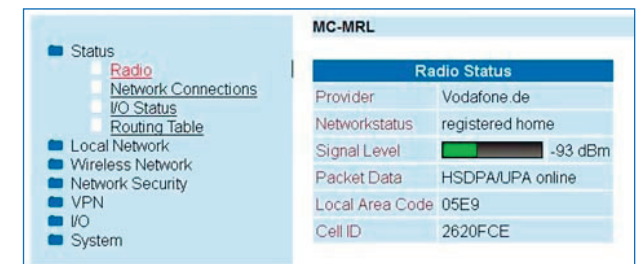 MC-MRL
Status
Radio
Network Connections
I/O Status
Routing Table
Local Network
Wireless Network
Network Security
VPN
I/O
System
Radio Status
Provider Vodafone.de
Networkstatus registered home
Signal Level -93 dBm
Packet Data HSDPA/UPA online
Local Area Code 05E9
Cell ID 2620FCE